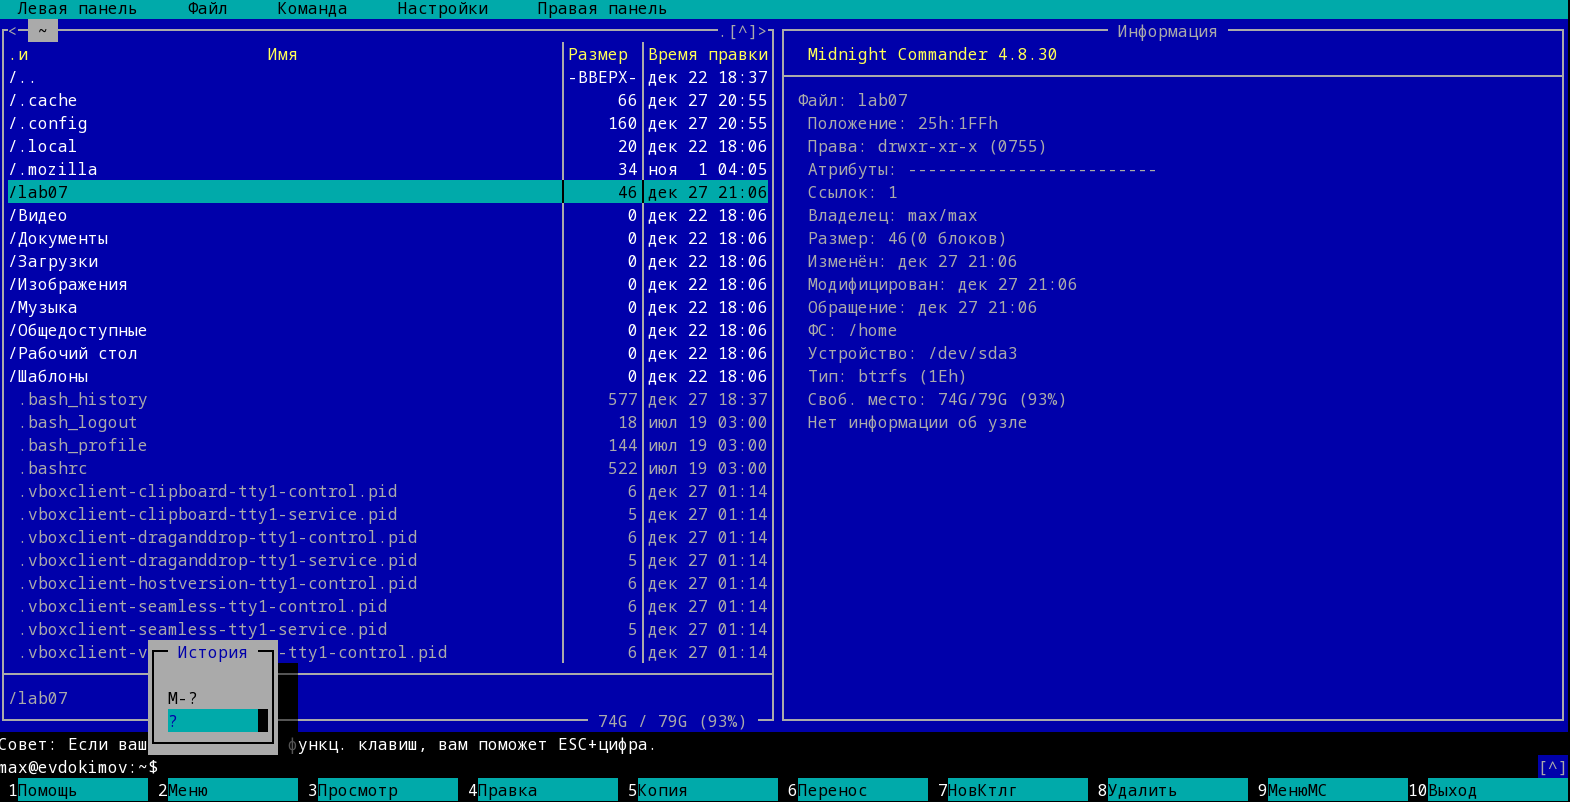 Левая панель Файл Команда Настройки Правая панель
<- ~ .[^]>
.и Имя Размер Время правки
/.. -ВВЕРХ- дек 22 18:37
/.cache 66 дек 27 20:55
/.config 160 дек 27 20:55
/.local 20 дек 22 18:06
/.mozilla 34 ноя 1 04:05
/lab07 46 дек 27 21:06
/Видео 0 дек 22 18:06
/Документы 0 дек 22 18:06
/Загрузки 0 дек 22 18:06
/Изображения 0 дек 22 18:06
/Музыка 0 дек 22 18:06
/Общедоступные 0 дек 22 18:06
/Рабочий стол 0 дек 22 18:06
/Шаблоны 0 дек 22 18:06
.bash_history 577 дек 27 18:37
.bash_logout 18 июл 19 03:00
.bash_profile 144 июл 19 03:00
.bashrc 522 июл 19 03:00
.vboxclient-clipboard-tty1-control.pid 6 дек 27 01:14
.vboxclient-clipboard-tty1-service.pid 5 дек 27 01:14
.vboxclient-draganddrop-tty1-control.pid 6 дек 27 01:14
.vboxclient-draganddrop-tty1-service.pid 5 дек 27 01:14
.vboxclient-hostversion-tty1-control.pid 6 дек 27 01:14
.vboxclient-seamless-tty1-control.pid 6 дек 27 01:14
.vboxclient-seamless-tty1-service.pid 5 дек 27 01:14
.vboxclient-v -tty1-control.pid 6 дек 27 01:14
/lab07
74G / 79G (93%)
Информация
Midnight Commander 4.8.30
Файл: lab07
Положение: 25h:1FFh
Права: drwxr-xr-x (0755)
Атрибуты: -------------------------
Ссылок: 1
Владелец: max/max
Размер: 46(0 блоков)
Изменён: дек 27 21:06
Модифицирован: дек 27 21:06
Обращение: дек 27 21:06
ФС: /home
Устройство: /dev/sda3
Тип: btrfs (1Eh)
Своб. место: 74G/79G (93%)
Нет информации об узле
История
M-?
?
Совет: Если ваш функц. клавиш, вам поможет ESC+цифра.
max@evdokimov:~$ [^]
1Помощь 2Меню 3Просмотр 4Правка 5Копия 6Перенос 7НовКтлг 8Удалить 9МенюMC 10Выход